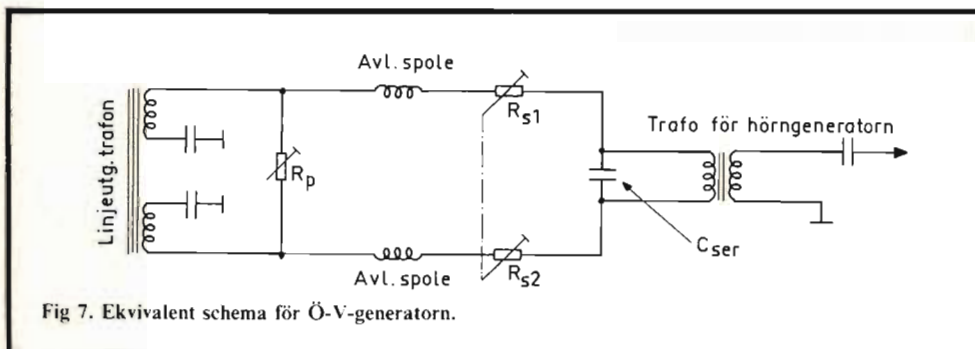 Avl. spole
R_s1
Trafo för hörngeneratorn
Linjeutg. trafon
R_p
C_ser
R_s2
Avl. spole
Fig 7. Ekvivalent schema för Ö-V-generatorn.